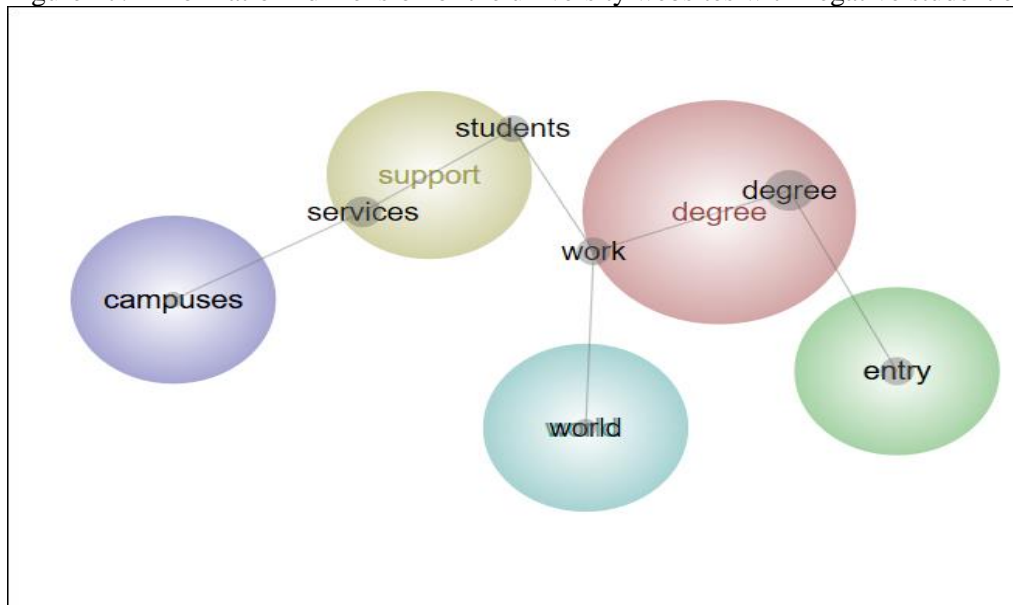 students
support
degree
degree
services
work
campuses
entry
world